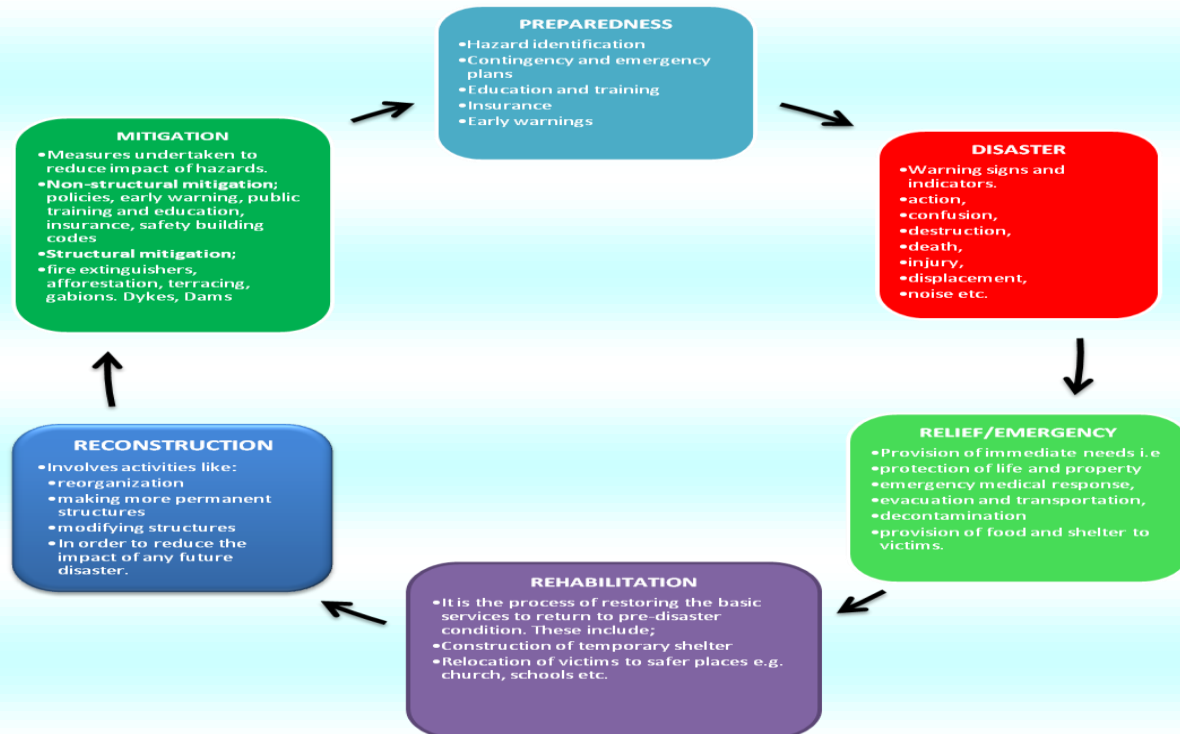 PREPAREDNESS
•Hazard identification
•Contingency and emergency
plans
•Education and training
•Insurance
•Early warnings
DISASTER
•Warning signs and
indicators.
•action,
•confusion,
•destruction,
•death,
•injury,
•displacement,
•noise etc.
RELIEF/EMERGENCY
•Provision of immediate needs i.e
•protection of life and property
•emergency medical response,
•evacuation and transportation,
•decontamination
•provision of food and shelter to
victims.
REHABILITATION
•It is the process of restoring the basic
services to return to pre-disaster
condition. These include;
•Construction of temporary shelter
•Relocation of victims to safer places e.g.
church, schools etc.
RECONSTRUCTION
•Involves activities like:
•reorganization
•making more permanent
structures
•modifying structures
•In order to reduce the
impact of any future
disaster.
MITIGATION
•Measures undertaken to
reduce impact of hazards.
•Non-structural mitigation;
policies, early warning, public
training and education,
insurance, safety building
codes
•Structural mitigation;
•fire extinguishers,
afforestation, terracing,
gabions. Dykes, Dams